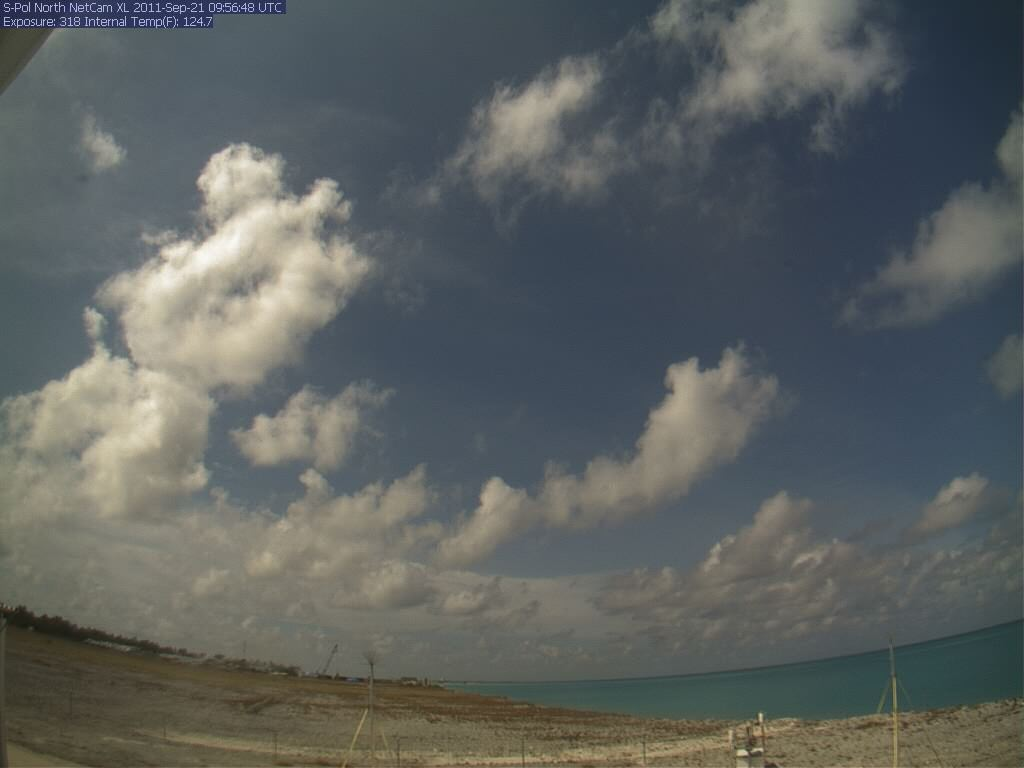 S-Pol North NetCam XL 2011-Sep-21 09:56:48 UTC
Exposure: 318 Internal Temp(F): 124.7